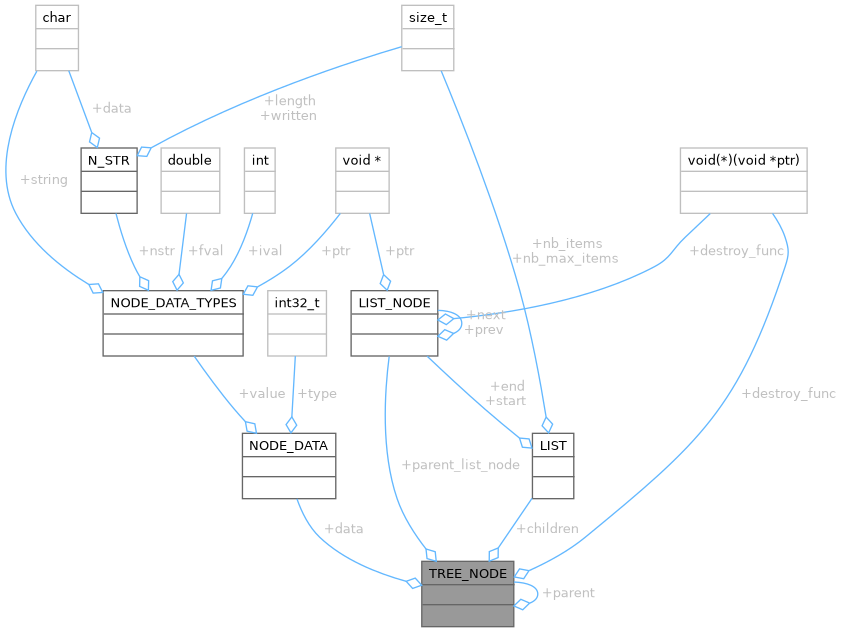 char
size_t
+data
+length
+written
N_STR
double
int
void *
void(*)(void *ptr)
+string
+nstr
+fval
+ival
+ptr
+ptr
+nb_items
+nb_max_items
+destroy_func
NODE_DATA_TYPES
int32_t
LIST_NODE
+next
+prev
+value
+type
+end
+start
+destroy_func
NODE_DATA
LIST
+parent_list_node
+data
+children
TREE_NODE
+parent